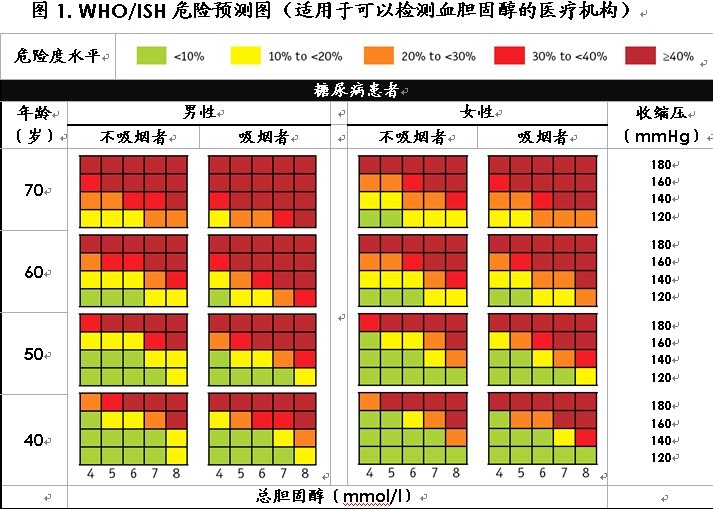 图 1. WHO/ISH 危险预测图（适用于可以检测血胆固醇的医疗机构）
危险度水平 <10% 10% to <20% 20% to <30% 30% to <40% ≥40%
糖尿病患者
年龄 男性 女性 收缩压
（岁） 不吸烟者 吸烟者 不吸烟者 吸烟者 （mmHg）
180
70 160
140
120
180
60 160
140
120
180
50 160
140
120
180
40 160
140
120
4 5 6 7 8 4 5 6 7 8 4 5 6 7 8 4 5 6 7 8
总胆固醇（mmol/l）